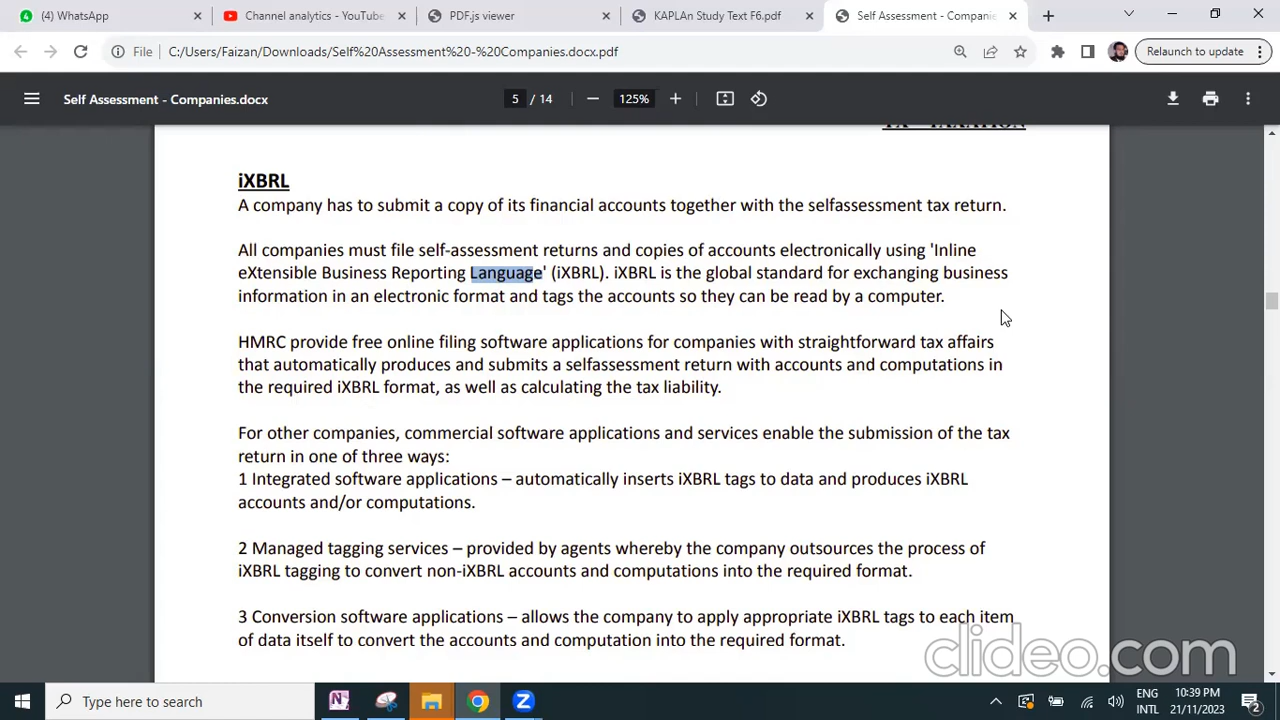 (4) WhatsApp
Channel analytics - YouTube
PDF.js viewer
KAPLAn Study Text F6.pdf
Self Assessment - Companie
File C:/Users/Faizan/Downloads/Self%20Assessment%20-%20Companies.docx.pdf
Relaunch to update
Self Assessment - Companies.docx
5 / 14
125%
TX - TAXATION
iXBRL
A company has to submit a copy of its financial accounts together with the selfassessment tax return.
All companies must file self-assessment returns and copies of accounts electronically using 'Inline
eXtensible Business Reporting Language' (iXBRL). iXBRL is the global standard for exchanging business
information in an electronic format and tags the accounts so they can be read by a computer.
HMRC provide free online filing software applications for companies with straightforward tax affairs
that automatically produces and submits a selfassessment return with accounts and computations in
the required iXBRL format, as well as calculating the tax liability.
For other companies, commercial software applications and services enable the submission of the tax
return in one of three ways:
1 Integrated software applications – automatically inserts iXBRL tags to data and produces iXBRL
accounts and/or computations.
2 Managed tagging services – provided by agents whereby the company outsources the process of
iXBRL tagging to convert non-iXBRL accounts and computations into the required format.
3 Conversion software applications – allows the company to apply appropriate iXBRL tags to each item
of data itself to convert the accounts and computation into the required format.
clideo.com
Type here to search
ENG
INTL
10:39 PM
21/11/2023
2